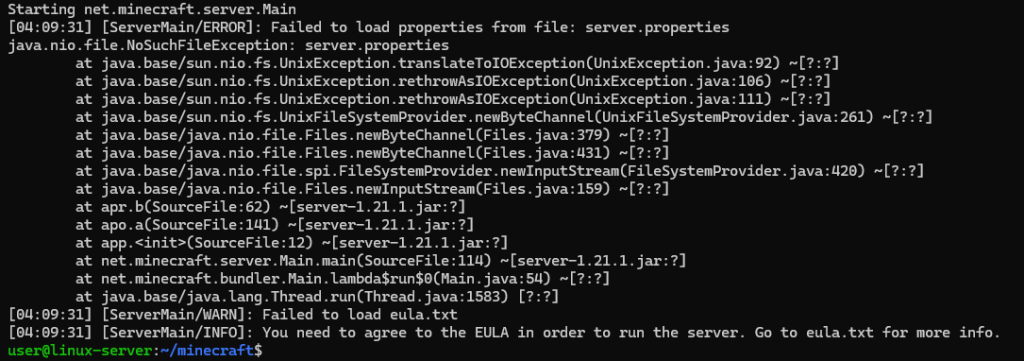 Starting net.minecraft.server.Main
[04:09:31] [ServerMain/ERROR]: Failed to load properties from file: server.properties
java.nio.file.NoSuchFileException: server.properties
        at java.base/sun.nio.fs.UnixException.translateToIOException(UnixException.java:92) ~[?:?]
        at java.base/sun.nio.fs.UnixException.rethrowAsIOException(UnixException.java:106) ~[?:?]
        at java.base/sun.nio.fs.UnixException.rethrowAsIOException(UnixException.java:111) ~[?:?]
        at java.base/sun.nio.fs.UnixFileSystemProvider.newByteChannel(UnixFileSystemProvider.java:261) ~[?:?]
        at java.base/java.nio.file.Files.newByteChannel(Files.java:379) ~[?:?]
        at java.base/java.nio.file.Files.newByteChannel(Files.java:431) ~[?:?]
        at java.base/java.nio.file.spi.FileSystemProvider.newInputStream(FileSystemProvider.java:420) ~[?:?]
        at java.base/java.nio.file.Files.newInputStream(Files.java:159) ~[?:?]
        at apr.b(SourceFile:62) ~[server-1.21.1.jar:?]
        at apo.a(SourceFile:141) ~[server-1.21.1.jar:?]
        at app.<init>(SourceFile:12) ~[server-1.21.1.jar:?]
        at net.minecraft.server.Main.main(SourceFile:114) ~[server-1.21.1.jar:?]
        at net.minecraft.bundler.Main.lambda$run$0(Main.java:54) ~[?:?]
        at java.base/java.lang.Thread.run(Thread.java:1583) [?:?]
[04:09:31] [ServerMain/WARN]: Failed to load eula.txt
[04:09:31] [ServerMain/INFO]: You need to agree to the EULA in order to run the server. Go to eula.txt for more info.
user@linux-server:~/minecraft$